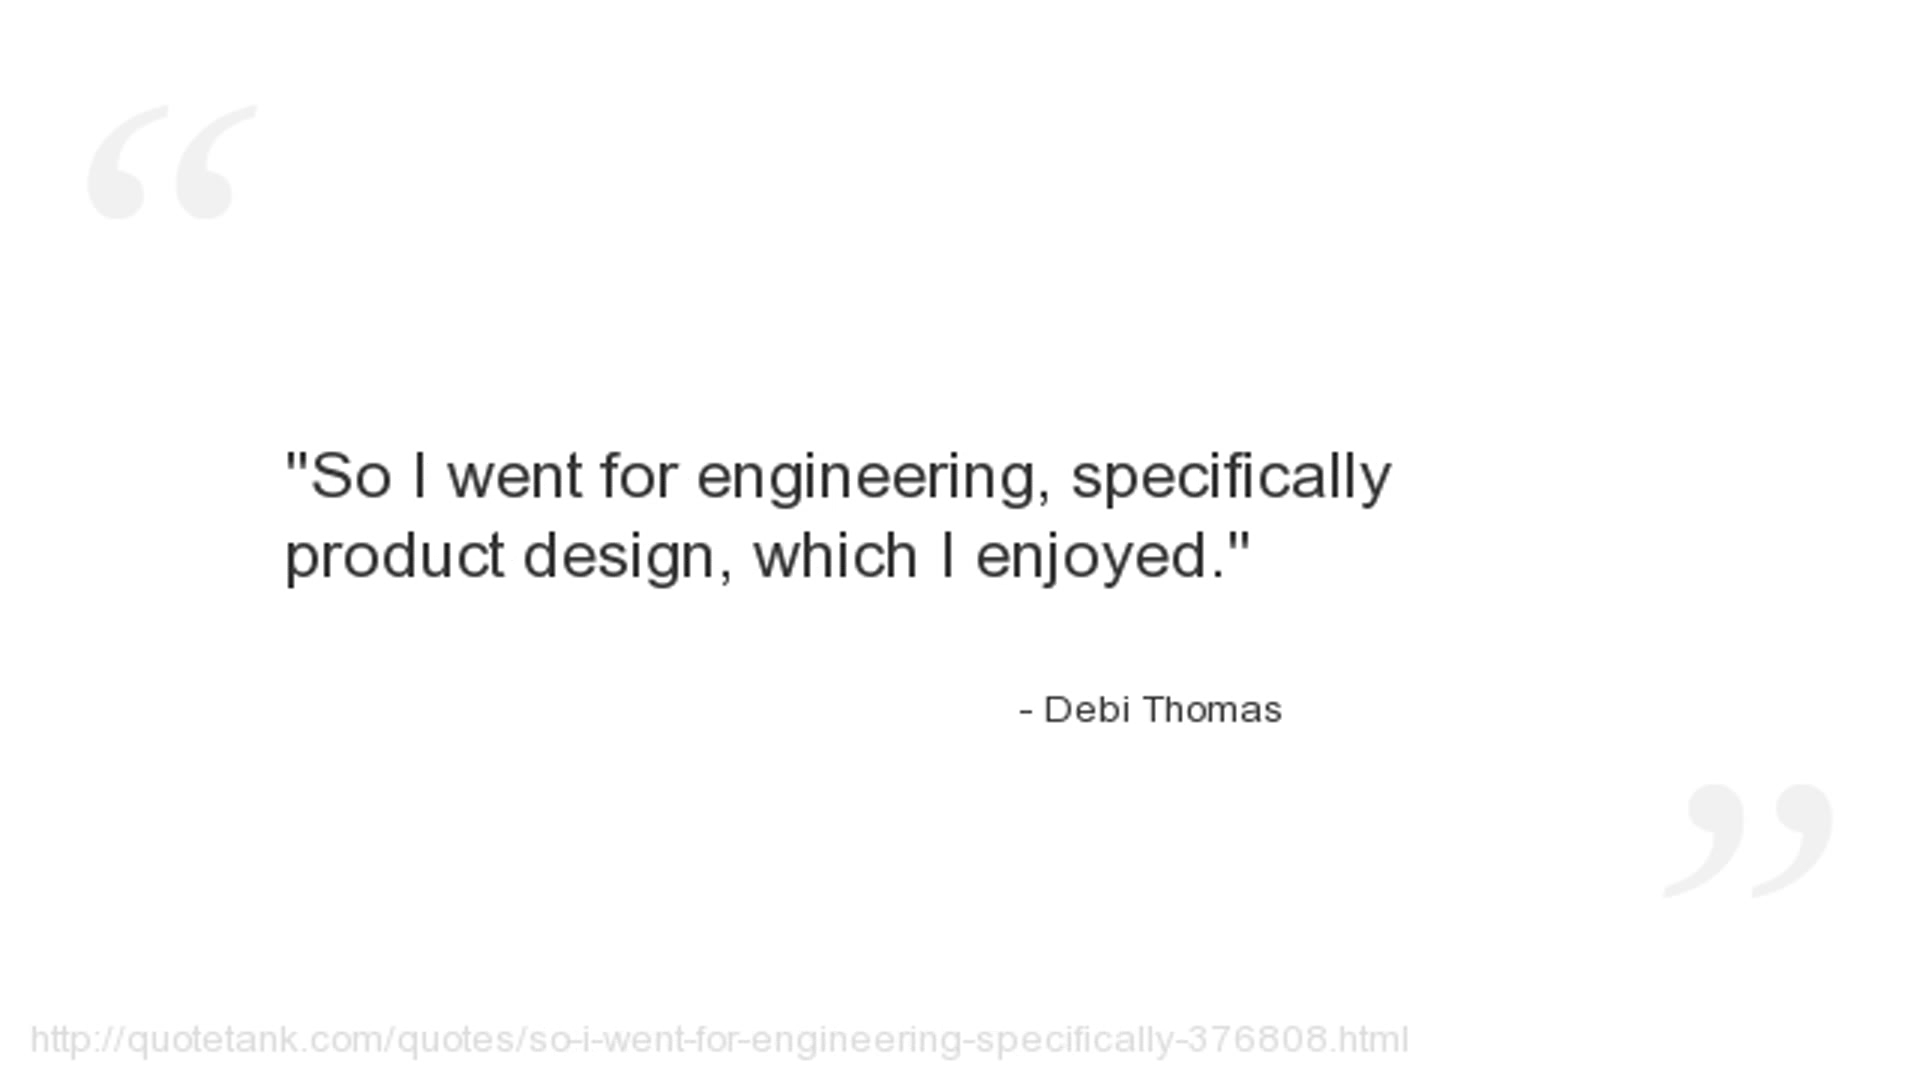 "So I went for engineering, specifically
product design, which I enjoyed."
- Debi Thomas
http://quotetank.com/quotes/so-i-went-for-engineering-specifically-376808.html